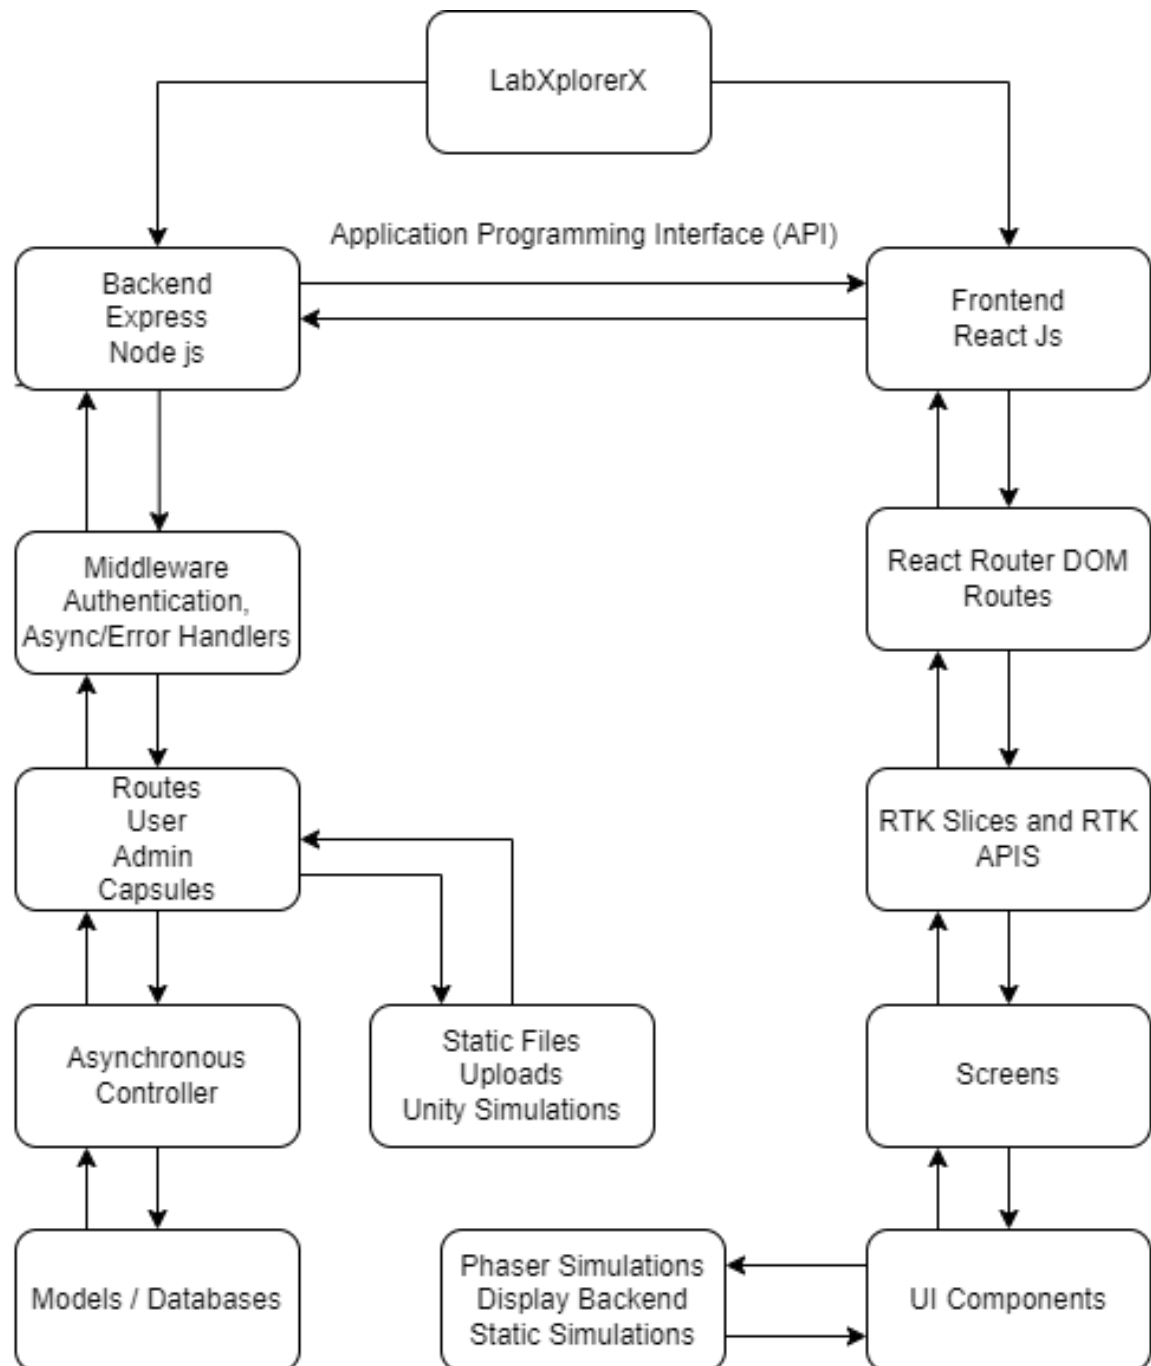 LabXplorerX
Application Programming Interface (API)
Backend
Express
Node js
Frontend
React Js
Middleware
Authentication,
Async/Error Handlers
React Router DOM
Routes
Routes
User
Admin
Capsules
RTK Slices and RTK
APIS
Asynchronous
Controller
Static Files
Uploads
Unity Simulations
Screens
Models / Databases
Phaser Simulations
Display Backend
Static Simulations
UI Components